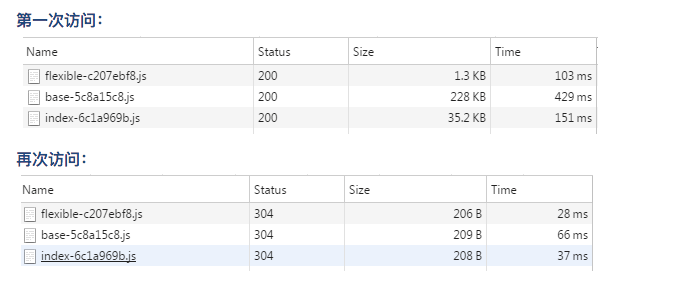 第一次访问：
Name Status Size Time
flexible-c207ebf8.js 200 1.3 KB 103 ms
base-5c8a15c8.js 200 228 KB 429 ms
index-6c1a969b.js 200 35.2 KB 151 ms
再次访问：
Name Status Size Time
flexible-c207ebf8.js 304 206 B 28 ms
base-5c8a15c8.js 304 209 B 66 ms
index-6c1a969b.js 304 208 B 37 ms